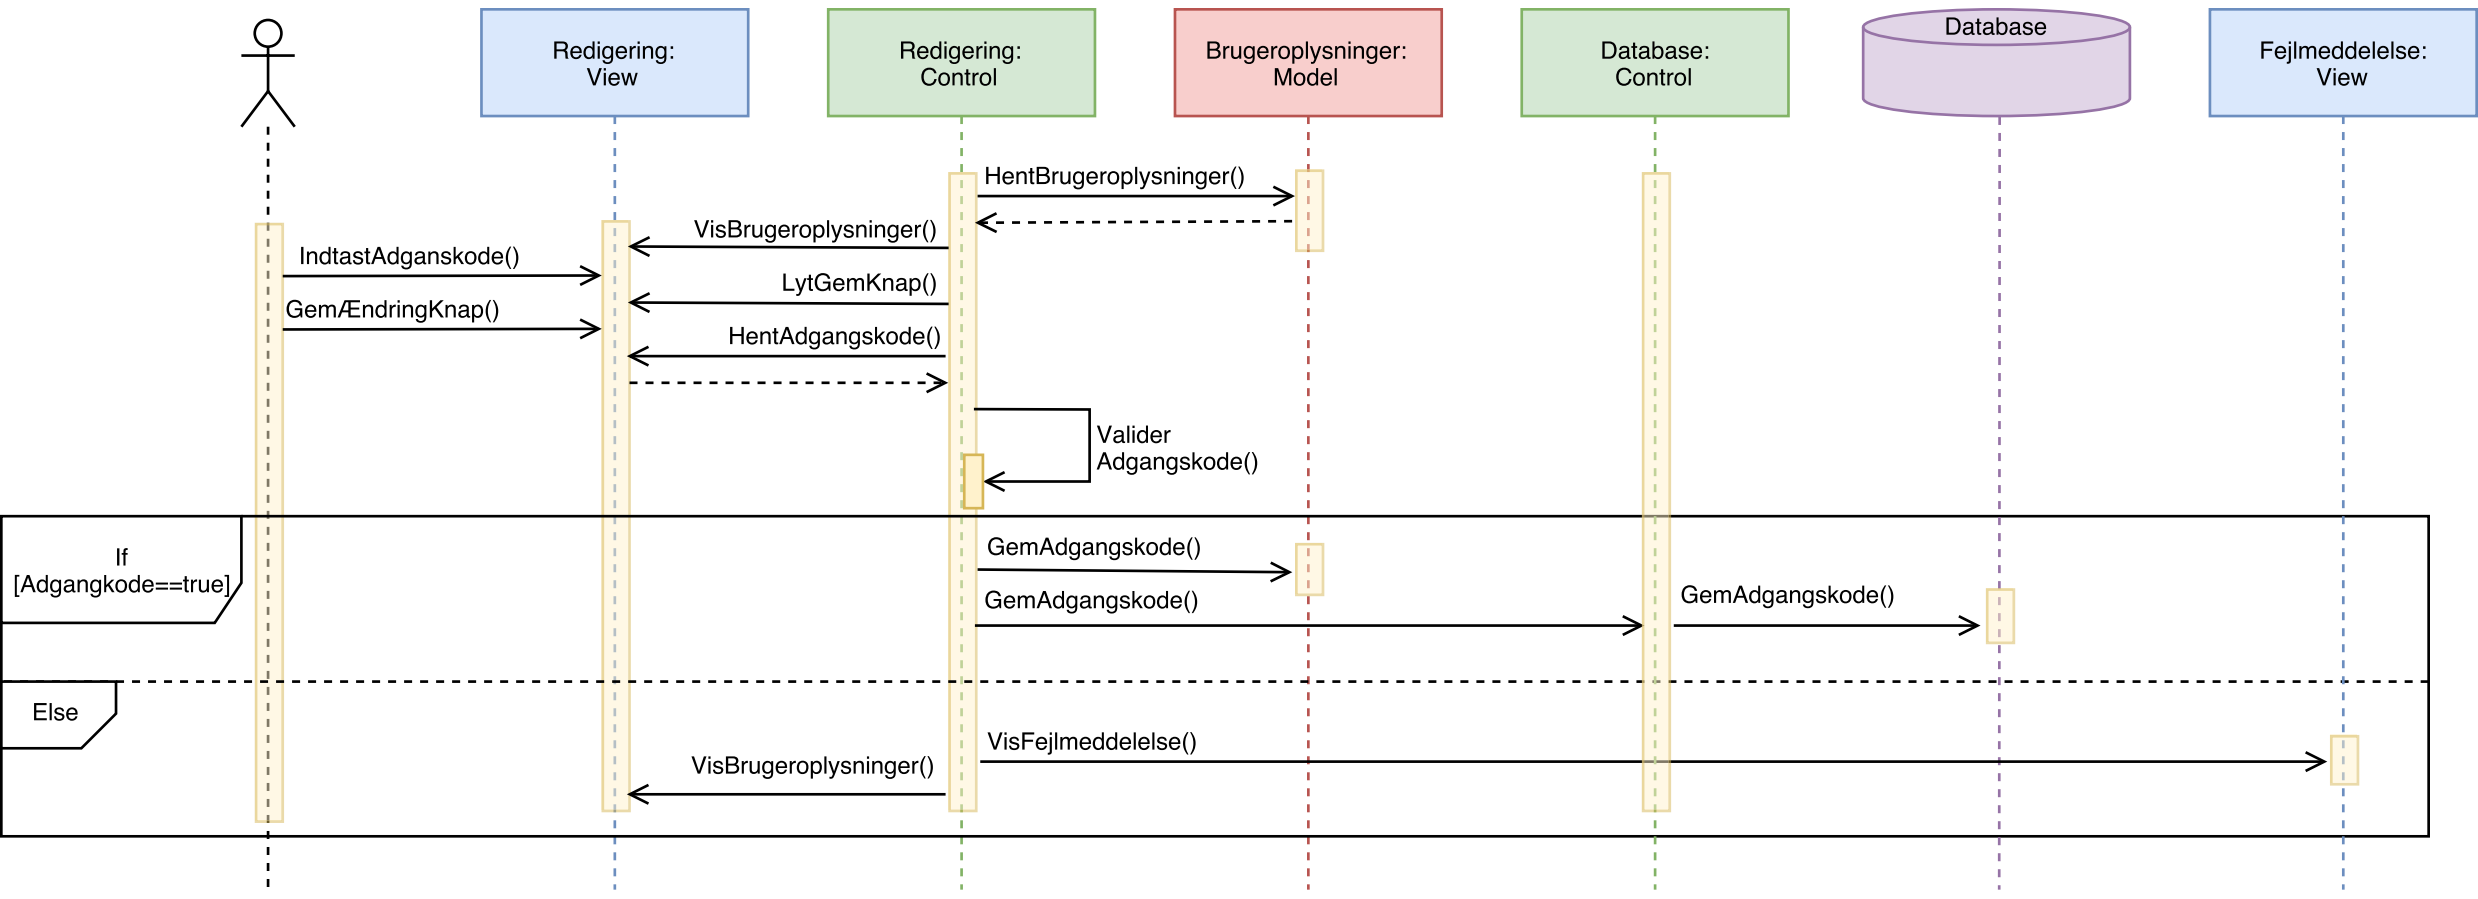 Redigering:
View
Redigering:
Control
Brugeroplysninger:
Model
Database:
Control
Database
Fejlmeddelelse:
View
HentBrugeroplysninger()
VisBrugeroplysninger()
IndtastAdganskode()
LytGemKnap()
GemÆndringKnap()
HentAdgangskode()
Valider
Adgangskode()
If
[Adgangkode==true]
GemAdgangskode()
GemAdgangskode()
GemAdgangskode()
Else
VisFejlmeddelelse()
VisBrugeroplysninger()